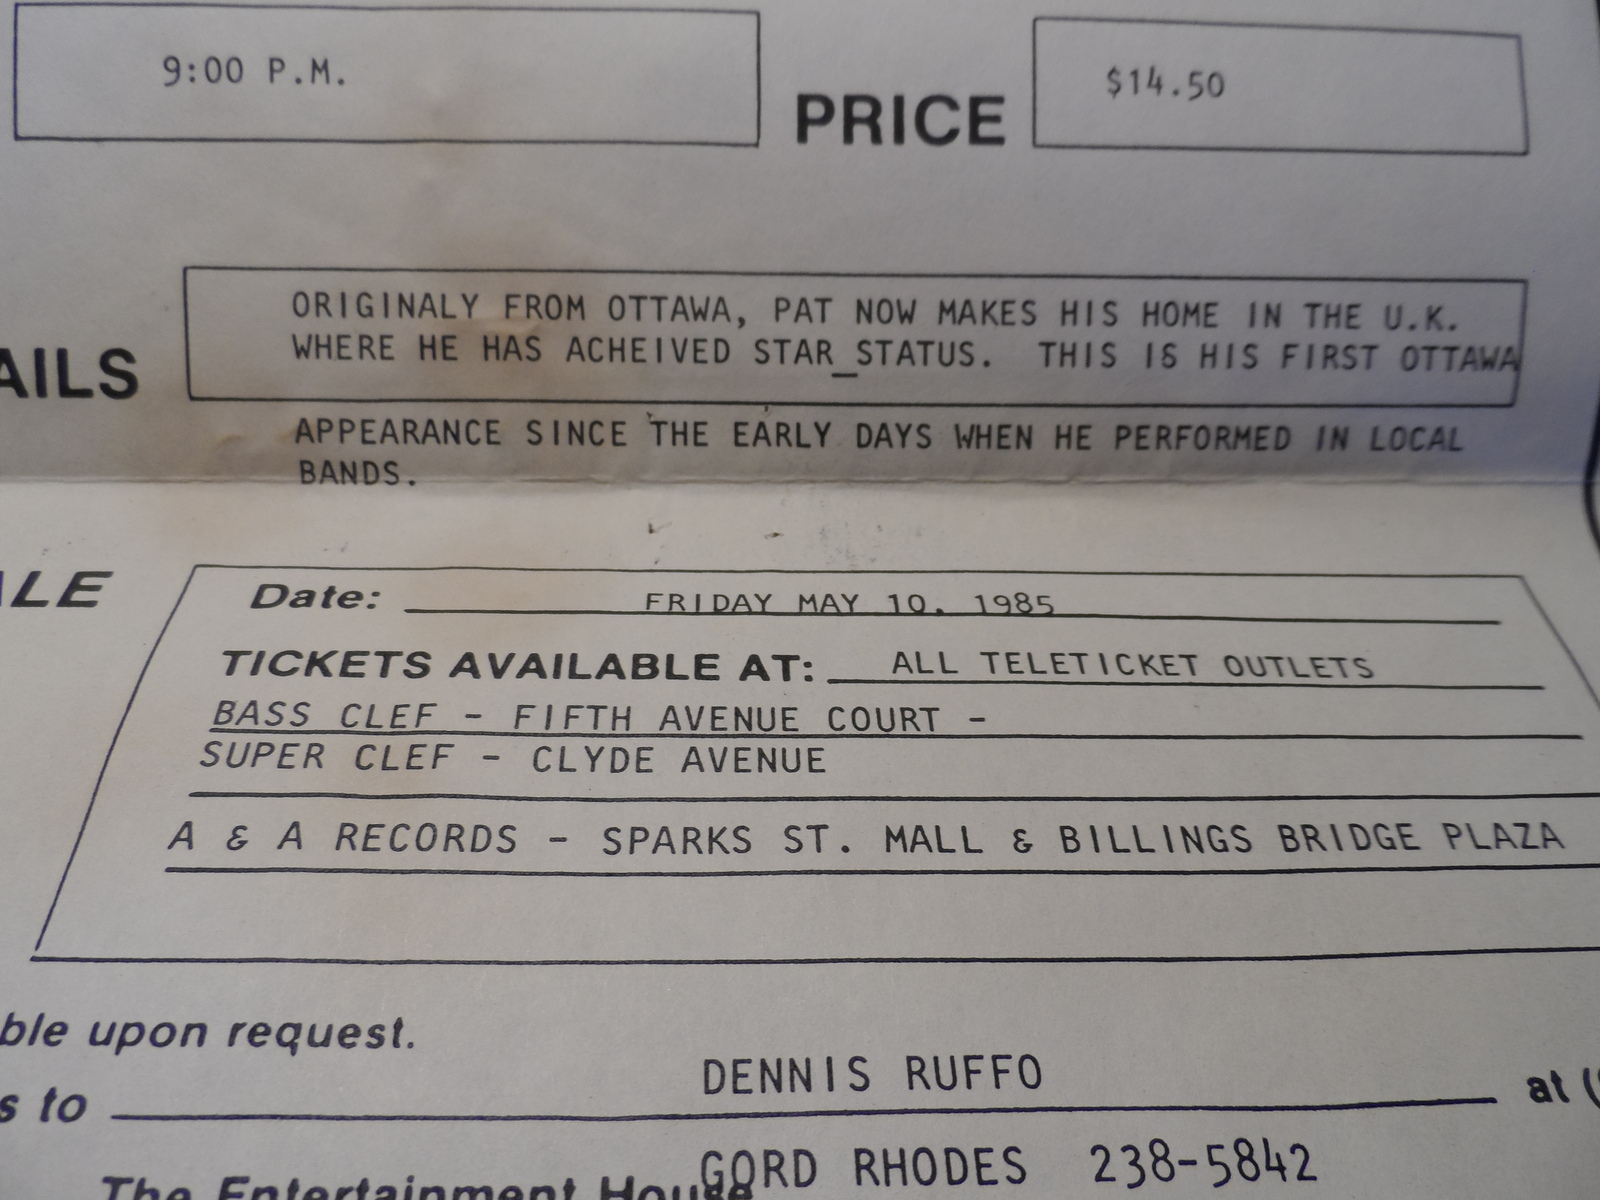 9:00 P.M.
PRICE $14.50
AILS
ORIGINALY FROM OTTAWA, PAT NOW MAKES HIS HOME IN THE U.K.
WHERE HE HAS ACHEIVED STAR_STATUS. THIS IS HIS FIRST OTTAWA
APPEARANCE SINCE THE EARLY DAYS WHEN HE PERFORMED IN LOCAL
BANDS.
LE
Date: FRIDAY MAY 10, 1985
TICKETS AVAILABLE AT: ALL TELETICKET OUTLETS
BASS CLEF - FIFTH AVENUE COURT -
SUPER CLEF - CLYDE AVENUE
A & A RECORDS - SPARKS ST. MALL & BILLINGS BRIDGE PLAZA
ble upon request.
s to DENNIS RUFFO at (
GORD RHODES 238-5842
The Entertainment House